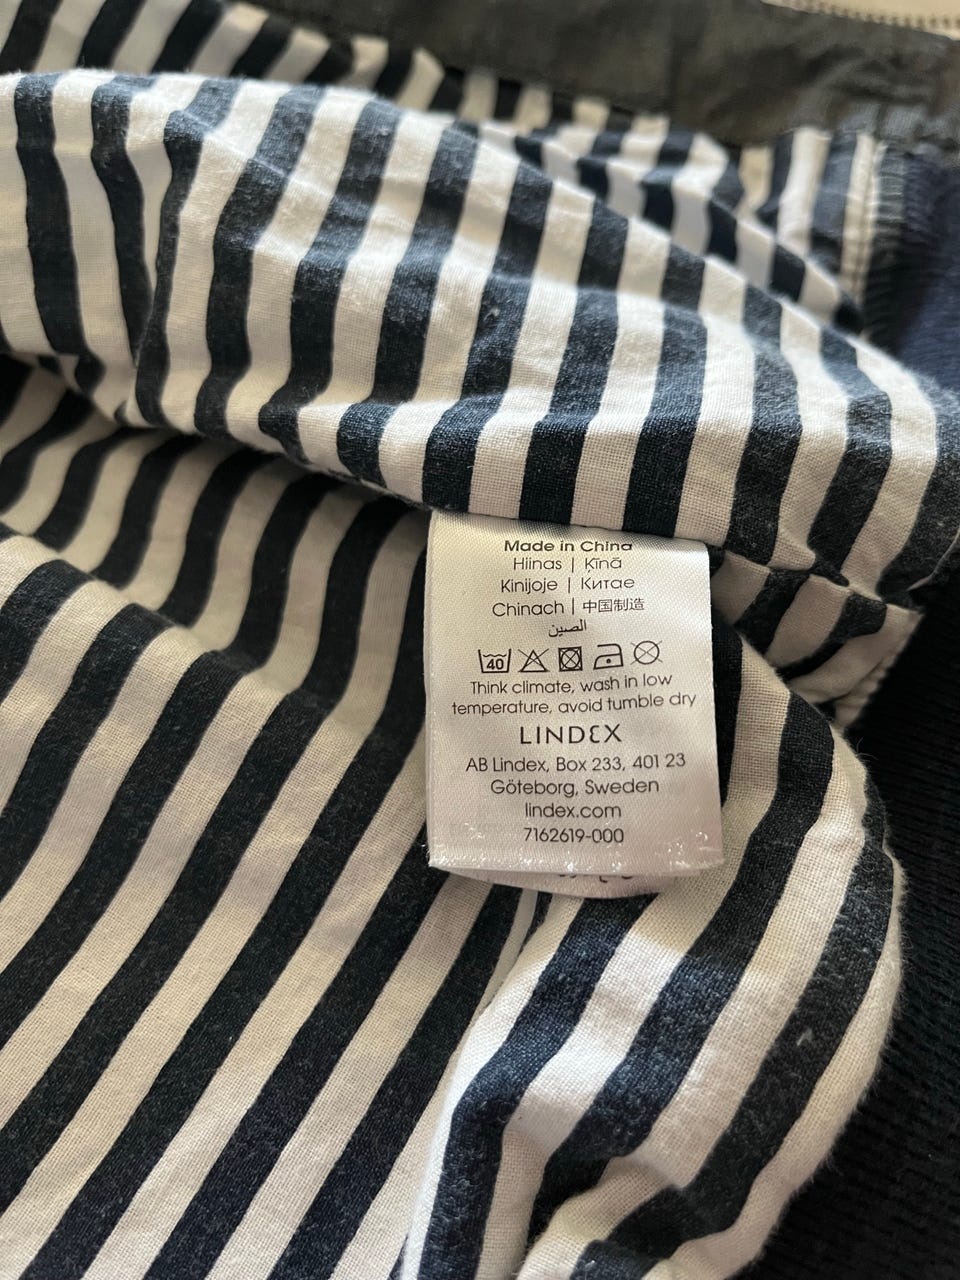 Made in China
Hiinas | Ķīnā
Kinijoje | Китае
Chinach | 中国制造
الصين
40
Think climate, wash in low
temperature, avoid tumble dry
LINDEX
AB Lindex, Box 233, 401 23
Göteborg, Sweden
lindex.com
7162619-000